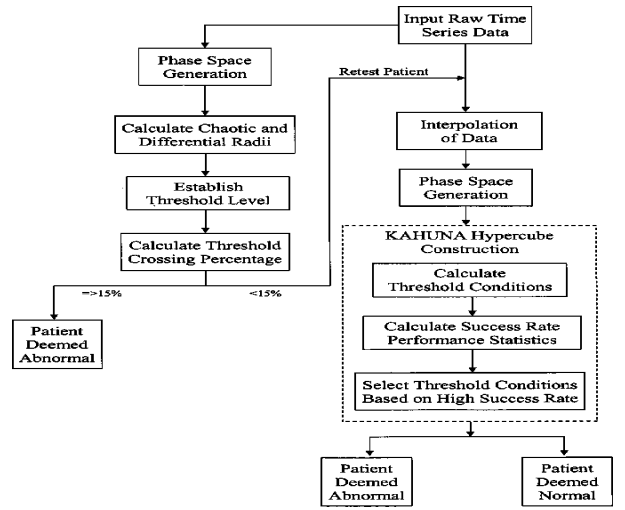 Input Raw Time
Series Data
Phase Space
Generation
Retest Patient
Calculate Chaotic and
Differential Radii
Interpolation
of Data
Establish
Threshold Level
Phase Space
Generation
Calculate Threshold
Crossing Percentage
KAHUNA Hypercube
Construction
Calculate
Threshold Conditions
=>15%
<15%
Patient
Deemed
Abnormal
Calculate Success Rate
Performance Statistics
Select Threshold Conditions
Based on High Success Rate
Patient
Deemed
Abnormal
Patient
Deemed
Normal